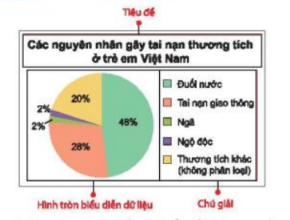 Tiêu đề
Các nguyên nhân gây tai nạn thương tích
ở trẻ em Việt Nam
20%
2%
2%
28%
48%
Đuối nước
Tai nạn giao thông
Ngã
Ngộ độc
Thương tích khác
(không phân loại)
Hình tròn biểu diễn dữ liệu
Chú giải